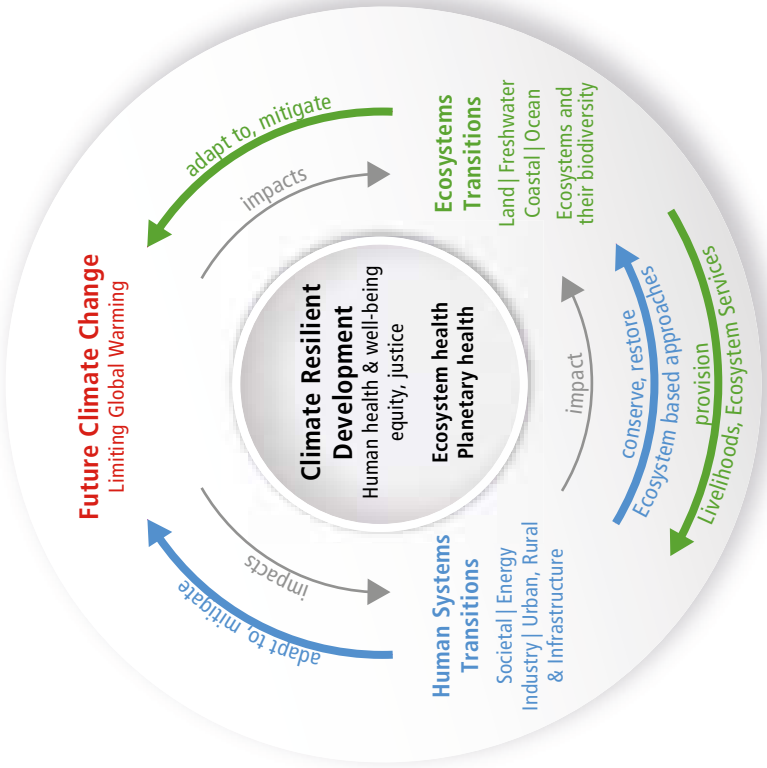 Future Climate Change
Limiting Global Warming
adapt to, mitigate
impacts
adapt to, mitigate
impacts
Climate Resilient
Development
Human health & well-being
equity, justice
Ecosystem health
Planetary health
Human Systems
Transitions
Societal | Energy
Industry | Urban, Rural
& Infrastructure
Ecosystems
Transitions
Land | Freshwater
Coastal | Ocean
Ecosystems and
their biodiversity
impact
conserve, restore
Ecosystem based approaches
provision
Livelihoods, Ecosystem Services